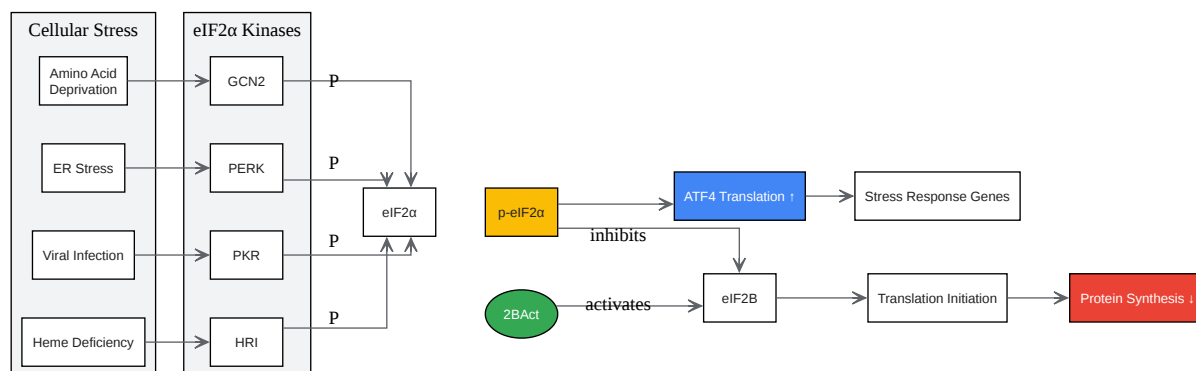 Cellular Stress
eIF2α Kinases
Amino Acid
Deprivation
GCN2
P
ER Stress
PERK
P
eIF2α
p-eIF2α
ATF4 Translation ↑
Stress Response Genes
inhibits
Viral Infection
PKR
P
2BAct
activates
eIF2B
Translation Initiation
Protein Synthesis ↓
Heme Deficiency
HRI
P